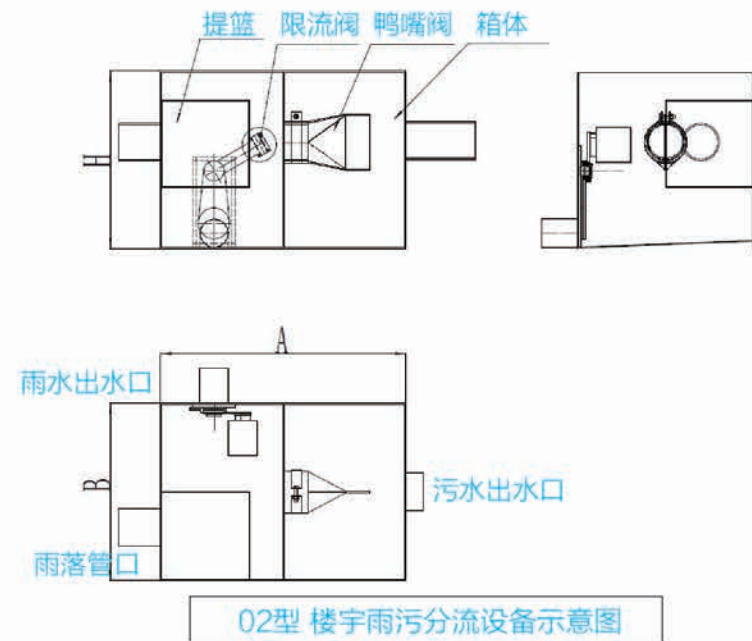 提篮 限流阀 鸭嘴阀 箱体
H
A
雨水出水口
B
污水出水口
雨落管口
02型 楼宇雨污分流设备示意图